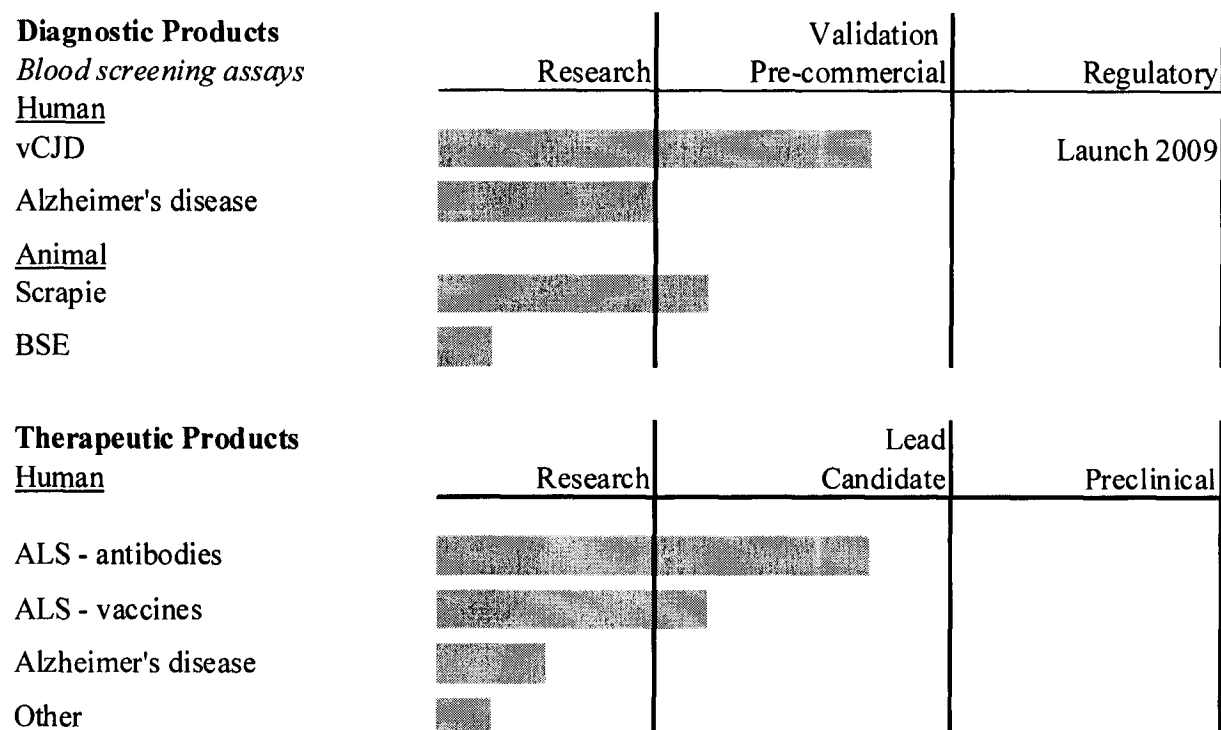 Diagnostic Products
Validation
Blood screening assays Research Pre-commercial Regulatory
Human
vCJD Launch 2009
Alzheimer's disease
Animal
Scrapie
BSE
Therapeutic Products Lead
Human Research Candidate Preclinical
ALS - antibodies
ALS - vaccines
Alzheimer's disease
Other